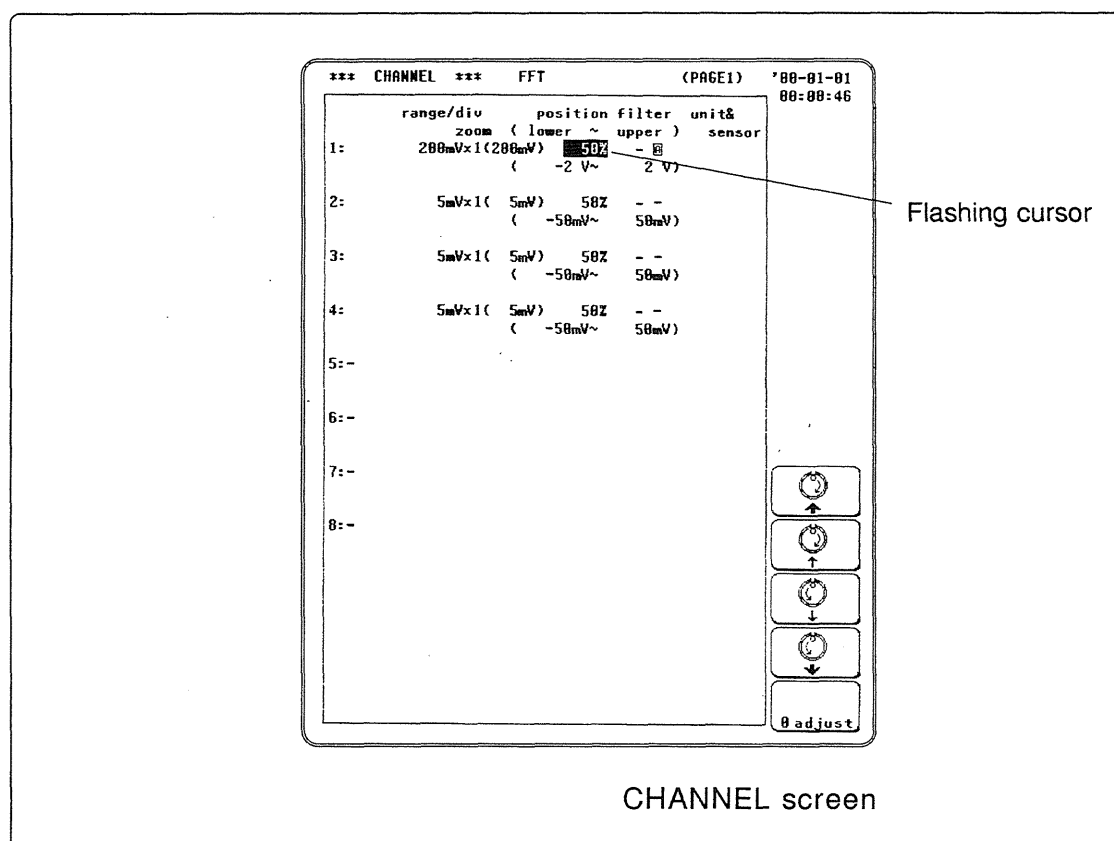 *** CHANNEL *** FFT (PAGE1) '00-01-01
00:00:46
range/div position filter unit&
zoom ( lower ~ upper ) sensor
1: 200mV×1(200mV) 50% -
( -2 V~ 2 V)
2: 5mV×1( 5mV) 50% - -
( -50mV~ 50mV)
3: 5mV×1( 5mV) 50% - -
( -50mV~ 50mV)
4: 5mV×1( 5mV) 50% - -
( -50mV~ 50mV)
5:-
6:-
7:-
8:-
Flashing cursor
↑
↑
↓
↓
0 adjust
CHANNEL screen